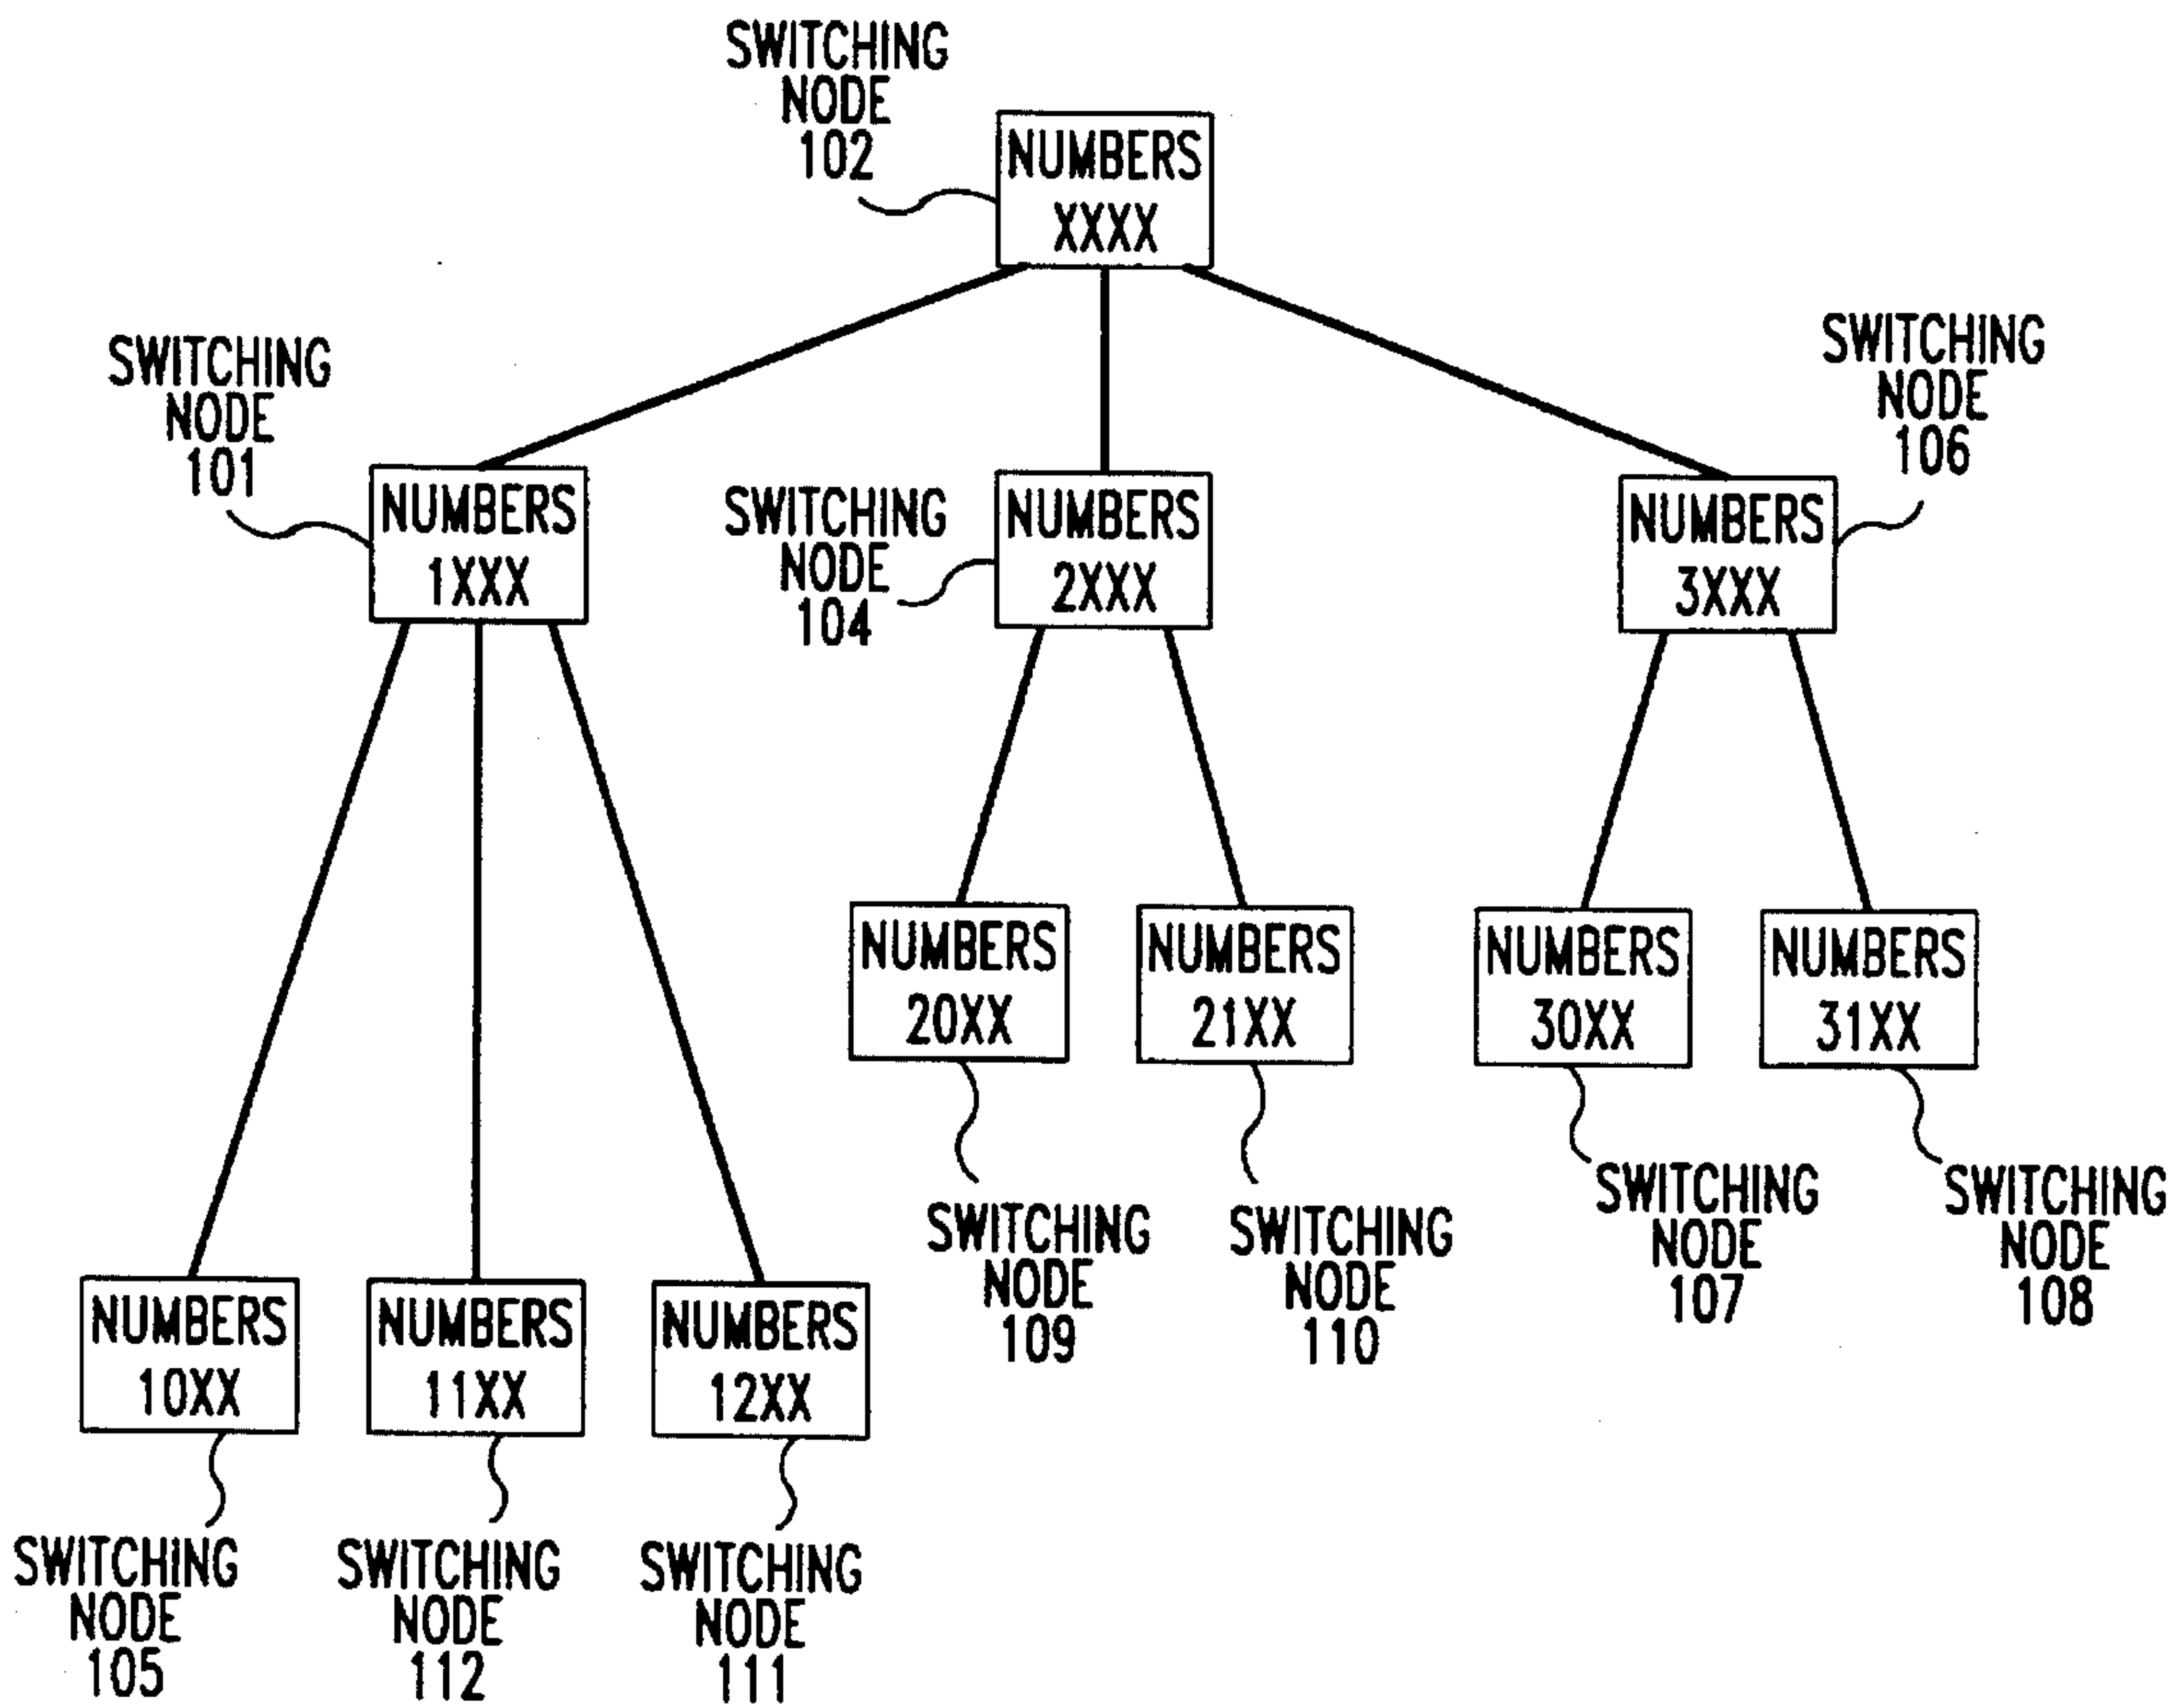 SWITCHING
NODE
102
NUMBERS
XXXX
SWITCHING
NODE
101
NUMBERS
1XXX
SWITCHING
NODE
104
NUMBERS
2XXX
SWITCHING
NODE
106
NUMBERS
3XXX
NUMBERS
20XX
SWITCHING
NODE
109
NUMBERS
21XX
SWITCHING
NODE
110
NUMBERS
30XX
SWITCHING
NODE
107
NUMBERS
31XX
SWITCHING
NODE
108
NUMBERS
10XX
SWITCHING
NODE
105
NUMBERS
11XX
SWITCHING
NODE
112
NUMBERS
12XX
SWITCHING
NODE
111